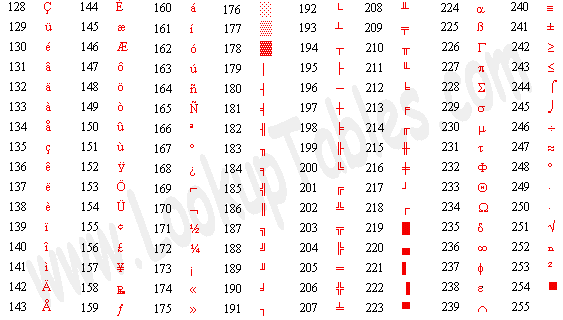 128 Ç 144 É 160 á 176 ░ 192 └ 208 ╨ 224 α 240 ≡
129 ü 145 æ 161 í 177 ▒ 193 ┴ 209 ╤ 225 ß 241 ±
130 é 146 Æ 162 ó 178 ▓ 194 ┬ 210 ╥ 226 Γ 242 ≥
131 â 147 ô 163 ú 179 │ 195 ├ 211 ╙ 227 π 243 ≤
132 ä 148 ö 164 ñ 180 ┤ 196 ─ 212 ╘ 228 Σ 244 ⌠
133 à 149 ò 165 Ñ 181 ╡ 197 ┼ 213 ╒ 229 σ 245 ⌡
134 å 150 û 166 ª 182 ╢ 198 ╞ 214 ╓ 230 µ 246 ÷
135 ç 151 ù 167 º 183 ╖ 199 ╟ 215 ╫ 231 τ 247 ≈
136 ê 152 ÿ 168 ¿ 184 ╕ 200 ╚ 216 ╪ 232 Φ 248 °
137 ë 153 Ö 169 ⌐ 185 ╣ 201 ╔ 217 ┘ 233 Θ 249 ∙
138 è 154 Ü 170 ¬ 186 ║ 202 ╩ 218 ┌ 234 Ω 250 ·
139 ï 155 ¢ 171 ½ 187 ╗ 203 ╦ 219 █ 235 δ 251 √
140 î 156 £ 172 ¼ 188 ╝ 204 ╠ 220 ▄ 236 ∞ 252 ⁿ
141 ì 157 ¥ 173 ¡ 189 ╜ 205 ═ 221 ▌ 237 φ 253 ²
142 Ä 158 ₧ 174 « 190 ╛ 206 ╬ 222 ▐ 238 ε 254 ■
143 Å 159 ƒ 175 » 191 ┐ 207 ╧ 223 ▀ 239 ∩ 255
www.LookupTables.com